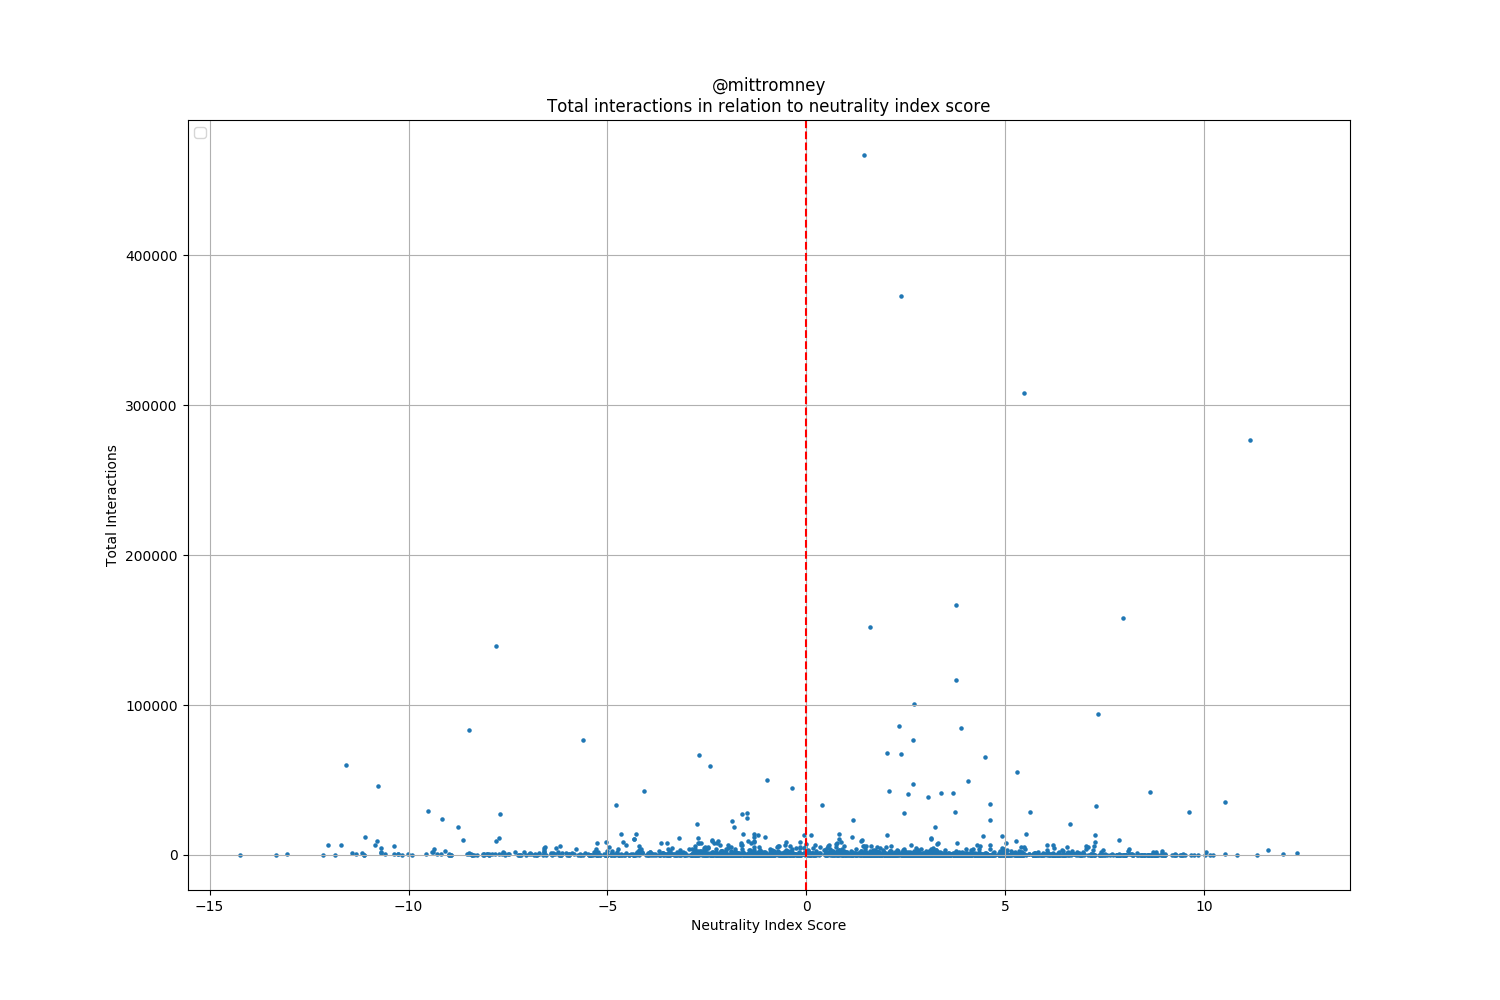 @mittromney
Total interactions in relation to neutrality index score
400000
300000
200000
100000
0
Total Interactions
−15
−10
−5
0
5
10
Neutrality Index Score